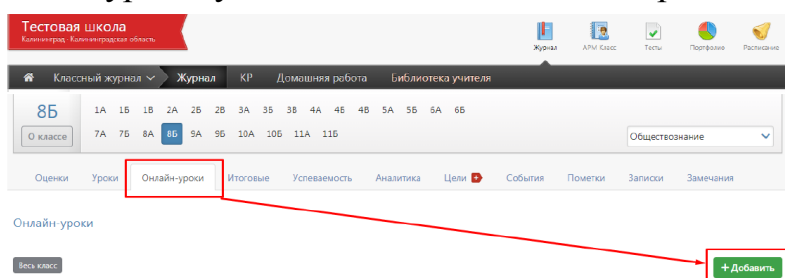 Тестовая школа
Калининград - Калининградская область
Журнал АРМ Класс Тесты Портфолио Расписание
Классный журнал Журнал КР Домашняя работа Библиотека учителя
8Б 1А 1Б 1В 2А 2Б 2В 3А 3Б 3В 4А 4Б 4В 5А 5Б 6А 6Б
О классе 7А 7Б 8А 8Б 9А 9Б 10А 10Б 11А 11Б Обществознание
Оценки Уроки Онлайн-уроки Итоговые Успеваемость Аналитика Цели События Пометки Записки Замечания
Онлайн-уроки
Весь класс + Добавить